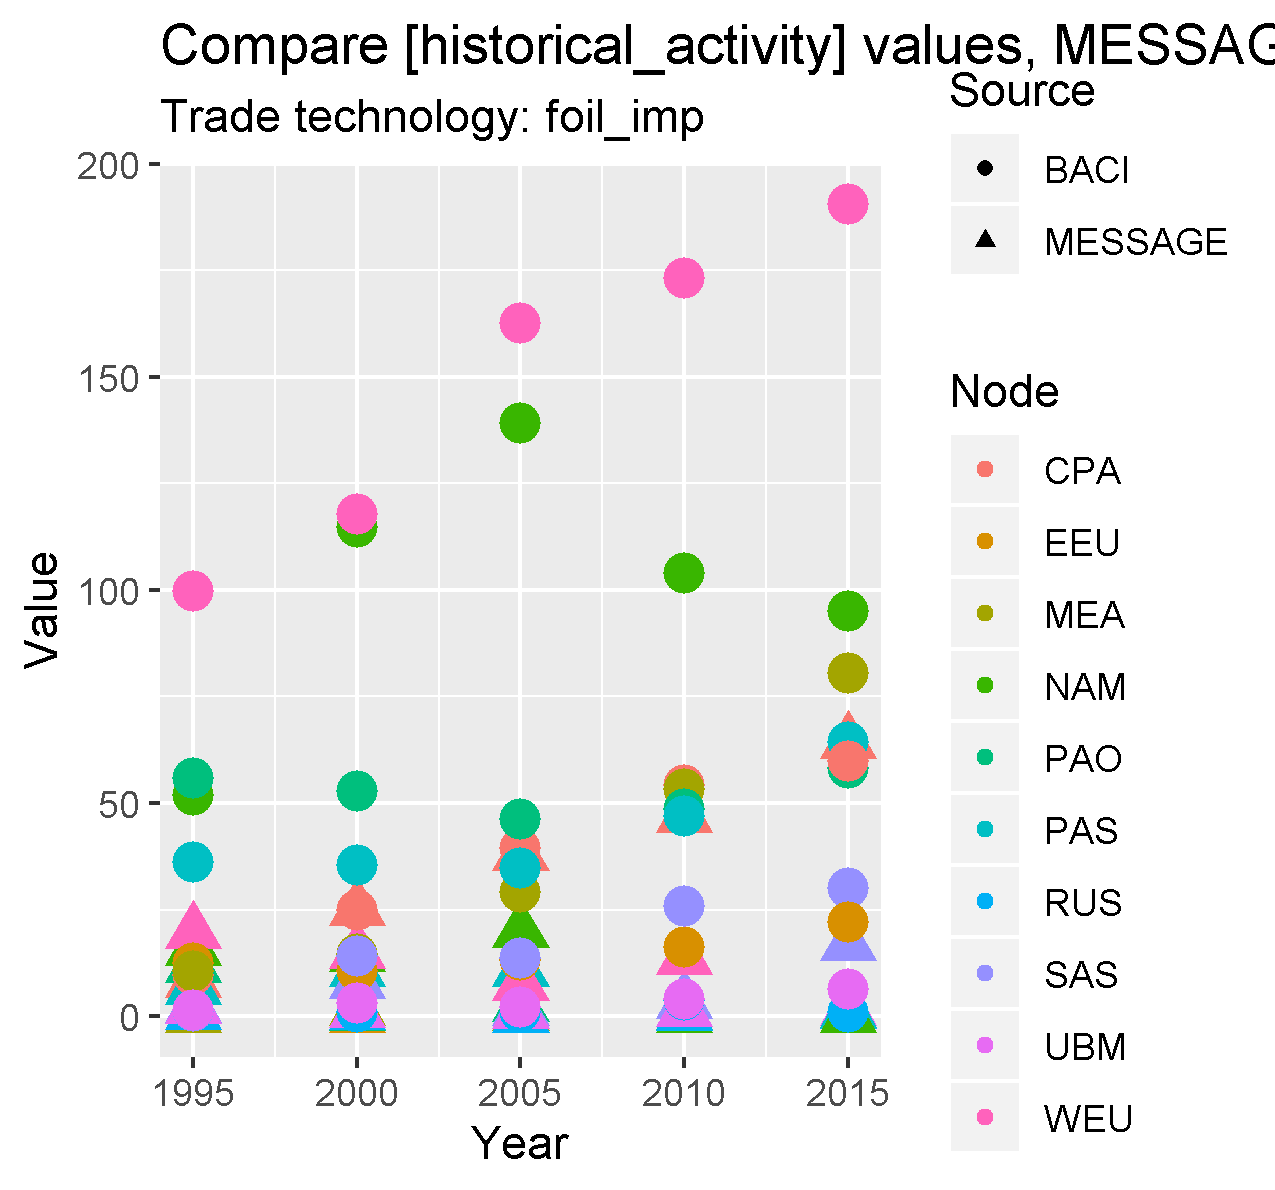 Compare [historical_activity] values, MESSAG
Trade technology: foil_imp
Source
BACI
MESSAGE
Node
CPA
EEU
MEA
NAM
PAO
PAS
RUS
SAS
UBM
WEU
Value
200
150
100
50
0
1995 2000 2005 2010 2015
Year